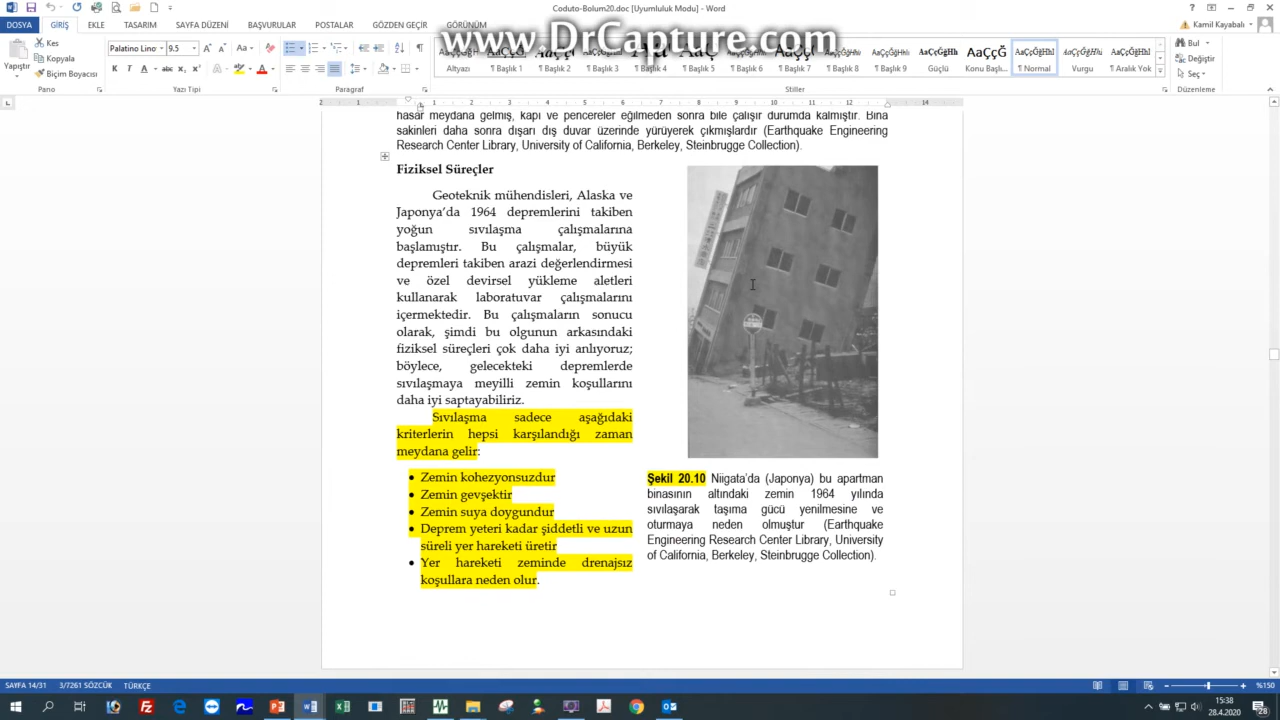 Coduto-Bolum20.doc [Uyumluluk Modu] - Word
DOSYA GİRİŞ EKLE TASARIM SAYFA DÜZENİ BAŞVURULAR POSTALAR GÖZDEN GEÇİR GÖRÜNÜM
Kamil Kayabalı
www.DrCapture.com
Yapıştır
Kes
Kopyala
Biçim Boyacısı
Palatino Lino 9.5
Bul
Değiştir
Seç
Altyazı ¶ Başlık 1 ¶ Başlık 2 ¶ Başlık 3 ¶ Başlık 4 ¶ Başlık 5 ¶ Başlık 6 ¶ Başlık 7 ¶ Başlık 8 ¶ Başlık 9 Güçlü Konu Başlı... ¶ Normal Vurgu ¶ Aralık Yok
Pano Yazı Tipi Paragraf Stiller Düzenleme
hasar meydana gelmiş, kapı ve pencereler eğilmeden sonra bile çalışır durumda kalmıştır. Bina
sakinleri daha sonra dışarı dış duvar üzerinde yürüyerek çıkmışlardır (Earthquake Engineering
Research Center Library, University of California, Berkeley, Steinbrugge Collection).
Fiziksel Süreçler
Geoteknik mühendisleri, Alaska ve
Japonya'da 1964 depremlerini takiben
yoğun sıvılaşma çalışmalarına
başlamıştır. Bu çalışmalar, büyük
depremleri takiben arazi değerlendirmesi
ve özel devirsel yükleme aletleri
kullanarak laboratuvar çalışmalarını
içermektedir. Bu çalışmaların sonucu
olarak, şimdi bu olgunun arkasındaki
fiziksel süreçleri çok daha iyi anlıyoruz;
böylece, gelecekteki depremlerde
sıvılaşmaya meyilli zemin koşullarını
daha iyi saptayabiliriz.
Sıvılaşma sadece aşağıdaki
kriterlerin hepsi karşılandığı zaman
meydana gelir:
• Zemin kohezyonsuzdur
• Zemin gevşektir
• Zemin suya doygundur
• Deprem yeteri kadar şiddetli ve uzun
süreli yer hareketi üretir
• Yer hareketi zeminde drenajsız
koşullara neden olur.
Şekil 20.10 Niigata'da (Japonya) bu apartman
binasının altındaki zemin 1964 yılında
sıvılaşarak taşıma gücü yenilmesine ve
oturmaya neden olmuştur (Earthquake
Engineering Research Center Library, University
of California, Berkeley, Steinbrugge Collection).
SAYFA 14/31 3/7261 SÖZCÜK TÜRKÇE
%150
15:38
28.4.2020
28